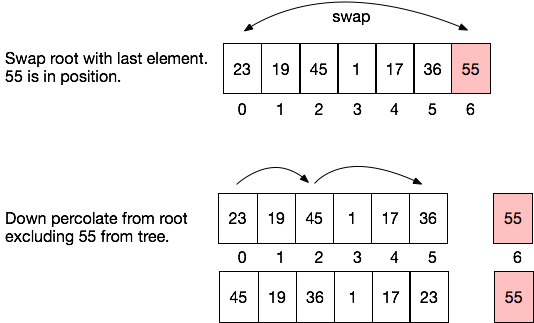 swap
Swap root with last element.
55 is in position.
23 19 45 1 17 36 55
0 1 2 3 4 5 6
Down percolate from root
excluding 55 from tree.
23 19 45 1 17 36 55
0 1 2 3 4 5 6
45 19 36 1 17 23 55